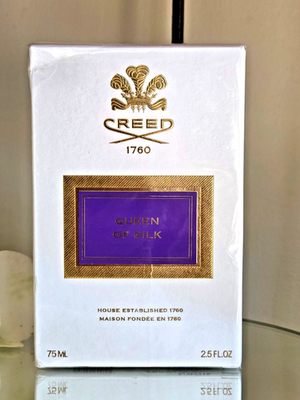 CREED
1760
QUEEN
OF SILK
HOUSE ESTABLISHED 1760
MAISON FONDÉE EN 1760
75 ML 2.5 FL.OZ